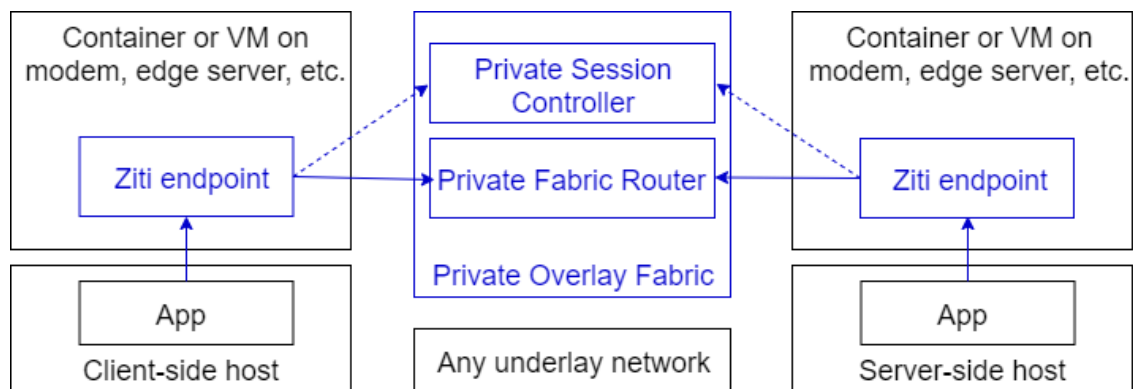 Container or VM on
modem, edge server, etc.
Ziti endpoint
App
Client-side host
Private Session
Controller
Private Fabric Router
Private Overlay Fabric
Any underlay network
Container or VM on
modem, edge server, etc.
Ziti endpoint
App
Server-side host